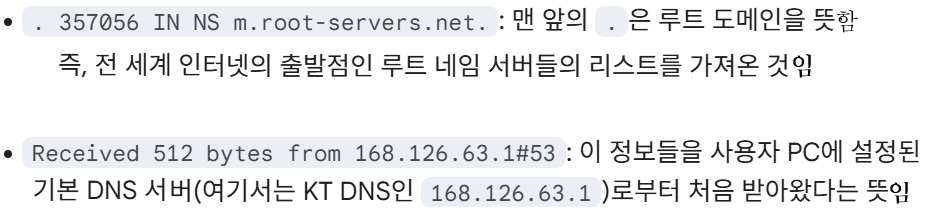 • . 357056 IN NS m.root-servers.net. : 맨 앞의 . 은 루트 도메인을 뜻함
즉, 전 세계 인터넷의 출발점인 루트 네임 서버들의 리스트를 가져온 것임
• Received 512 bytes from 168.126.63.1#53 : 이 정보들을 사용자 PC에 설정된
기본 DNS 서버(여기서는 KT DNS인 168.126.63.1 )로부터 처음 받아왔다는 뜻임